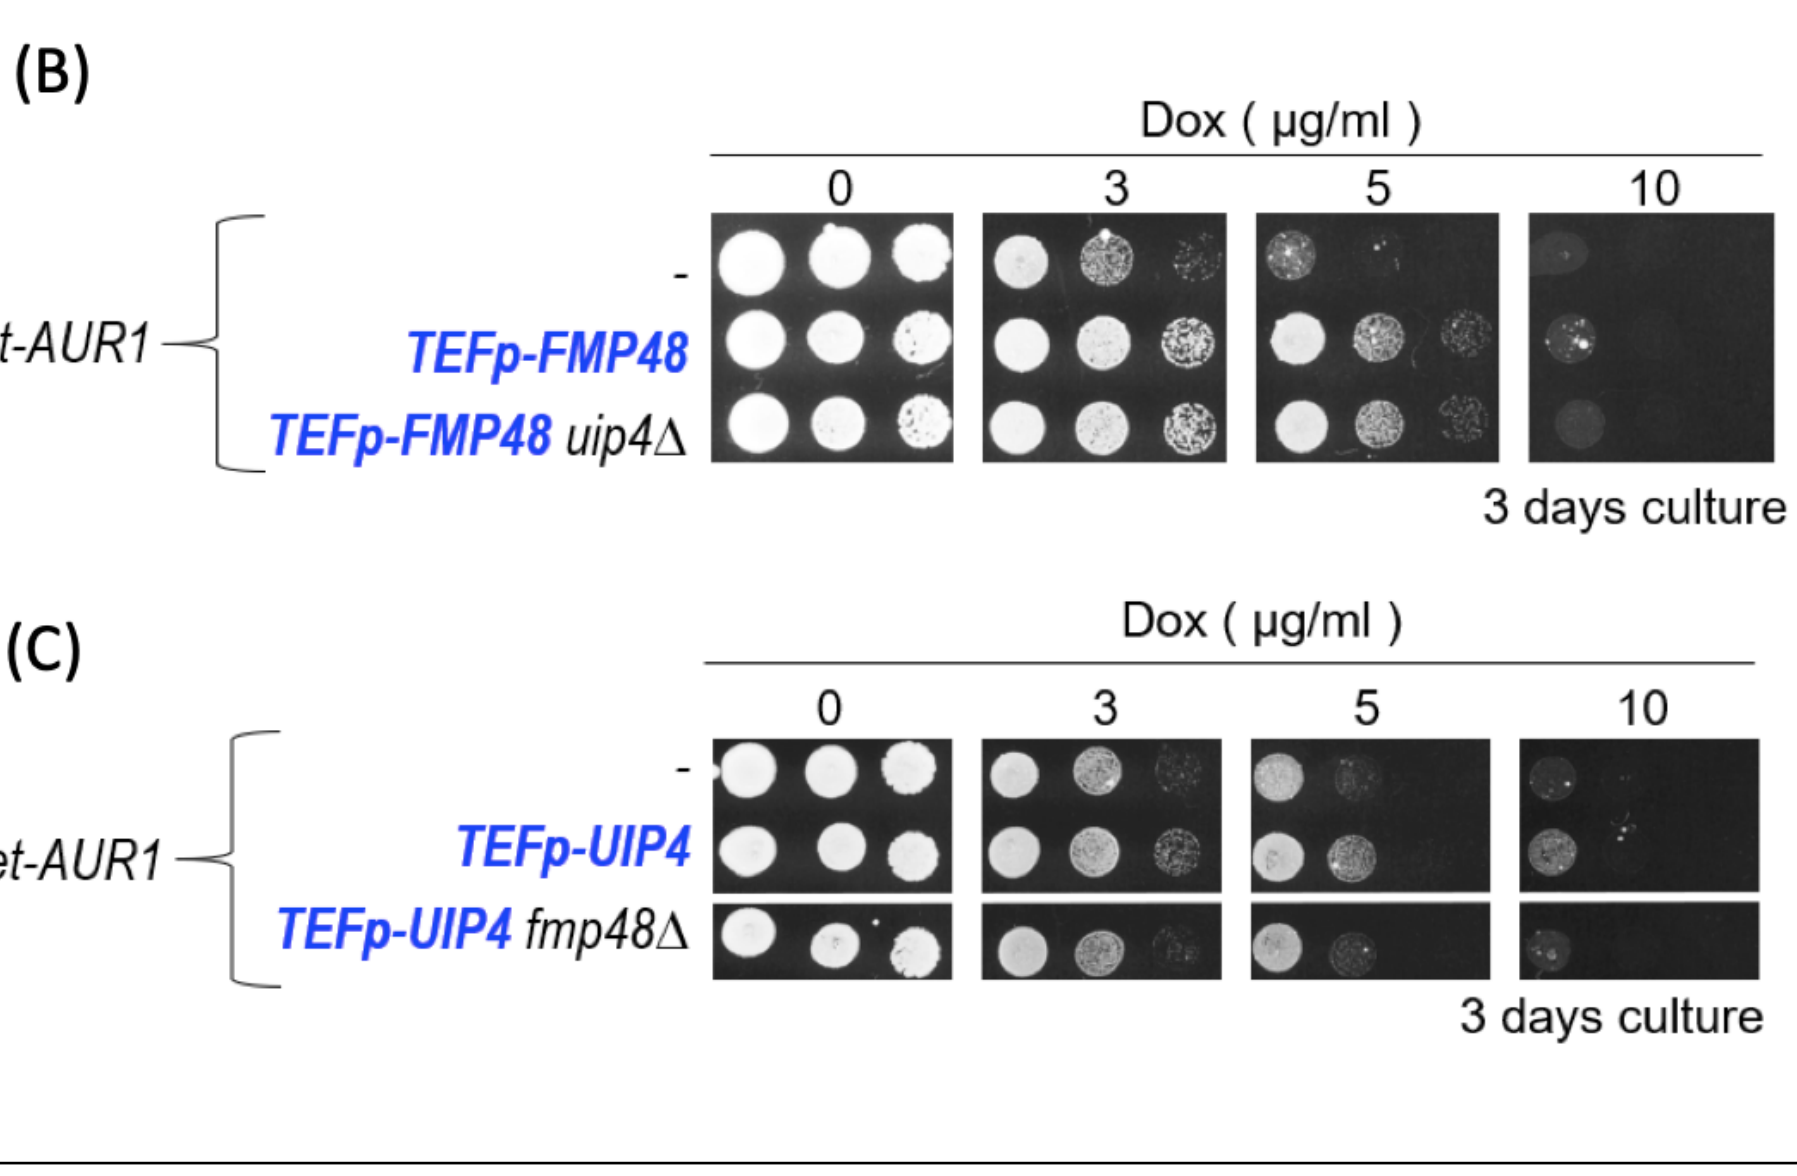 (B)
Dox ( µg/ml )
0 3 5 10
-
t-AUR1
TEFp-FMP48
TEFp-FMP48 uip4Δ
3 days culture
(C)
Dox ( µg/ml )
0 3 5 10
-
TEFp-UIP4
et-AUR1
TEFp-UIP4 fmp48Δ
3 days culture